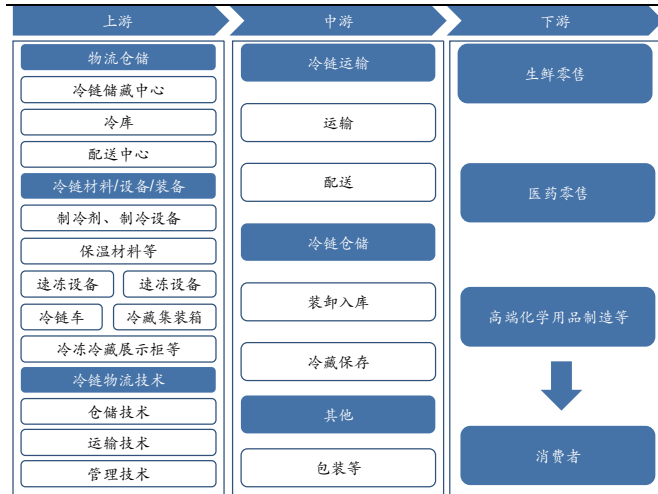 上游
中游
下游
物流仓储
冷链储藏中心
冷库
配送中心
冷链材料/设备/装备
制冷剂、制冷设备
保温材料等
速冻设备
速冻设备
冷链车
冷藏集装箱
冷冻冷藏展示柜等
冷链物流技术
仓储技术
运输技术
管理技术
冷链运输
运输
配送
冷链仓储
装卸入库
冷藏保存
其他
包装等
生鲜零售
医药零售
高端化学用品制造等
消费者